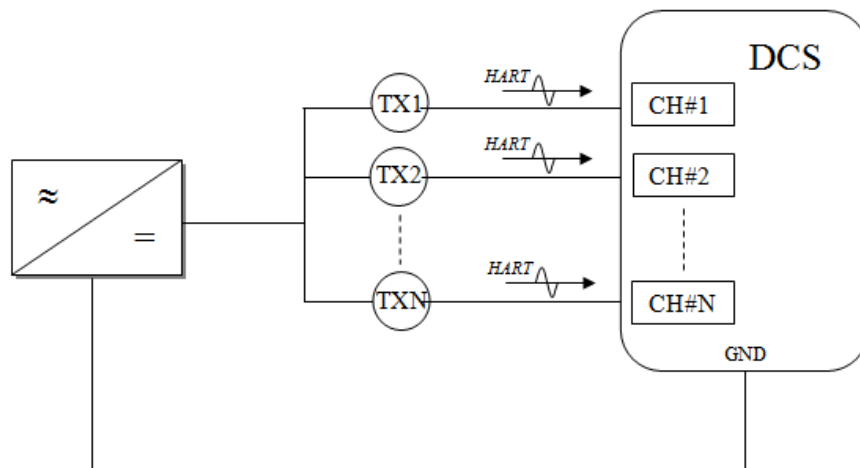 DCS
HART
TX1
CH#1
HART
TX2
CH#2
≈
=
HART
TXN
CH#N
GND